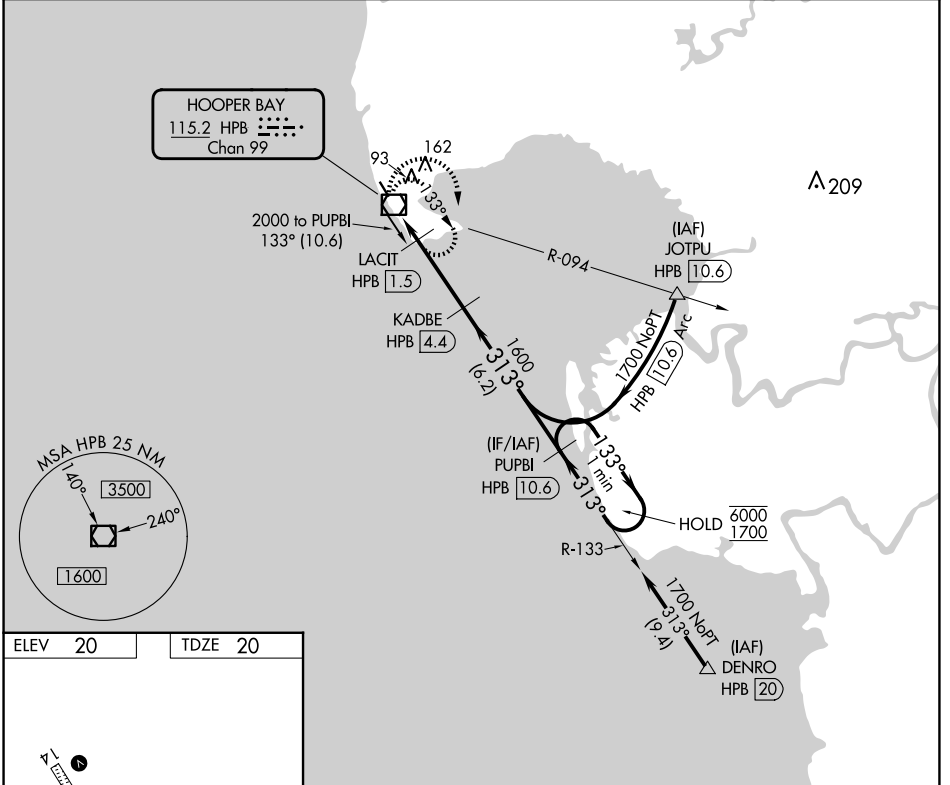 HOOPER BAY
115.2 HPB
Chan 99
93
162
133°
209
2000 to PUPBI
133° (10.6)
LACIT
HPB 1.5
R-094
(IAF)
JOTPU
HPB 10.6
KADBE
HPB 4.4
1600
313°
(6.2)
1700 NoPT
HPB 10.6 Arc
(IF/IAF)
PUPBI
HPB 10.6
133°
1 min
313°
HOLD 6000
1700
R-133
1700 NoPT
313°
(9.4)
(IAF)
DENRO
HPB 20
MSA HPB 25 NM
140°
3500
240°
1600
ELEV 20
TDZE 20
14
V